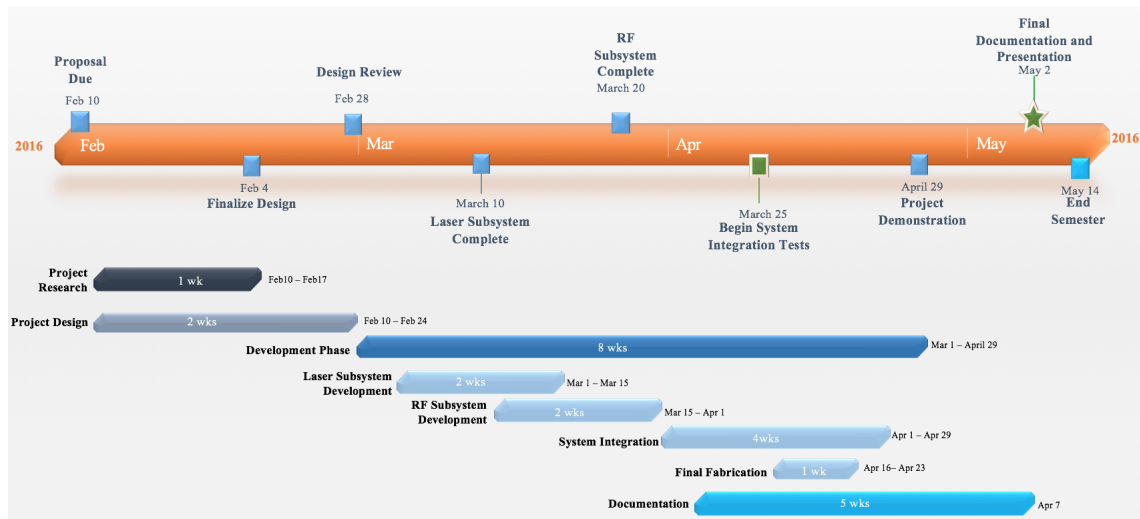 Proposal
Due
Feb 10
Design Review
Feb 28
RF
Subsystem
Complete
March 20
Final
Documentation and
Presentation
May 2
2016
Feb
Mar
Apr
May
2016
Feb 4
Finalize Design
March 10
Laser Subsystem
Complete
March 25
Begin System
Integration Tests
April 29
Project
Demonstration
May 14
End
Semester
Project
Research
1 wk
Feb10 – Feb17
Project Design
2 wks
Feb 10 – Feb 24
Development Phase
8 wks
Mar 1 – April 29
Laser Subsystem
Development
2 wks
Mar 1 – Mar 15
RF Subsystem
Development
2 wks
Mar 15 – Apr 1
System Integration
4wks
Apr 1 – Apr 29
Final Fabrication
1 wk
Apr 16– Apr 23
Documentation
5 wks
Apr 7